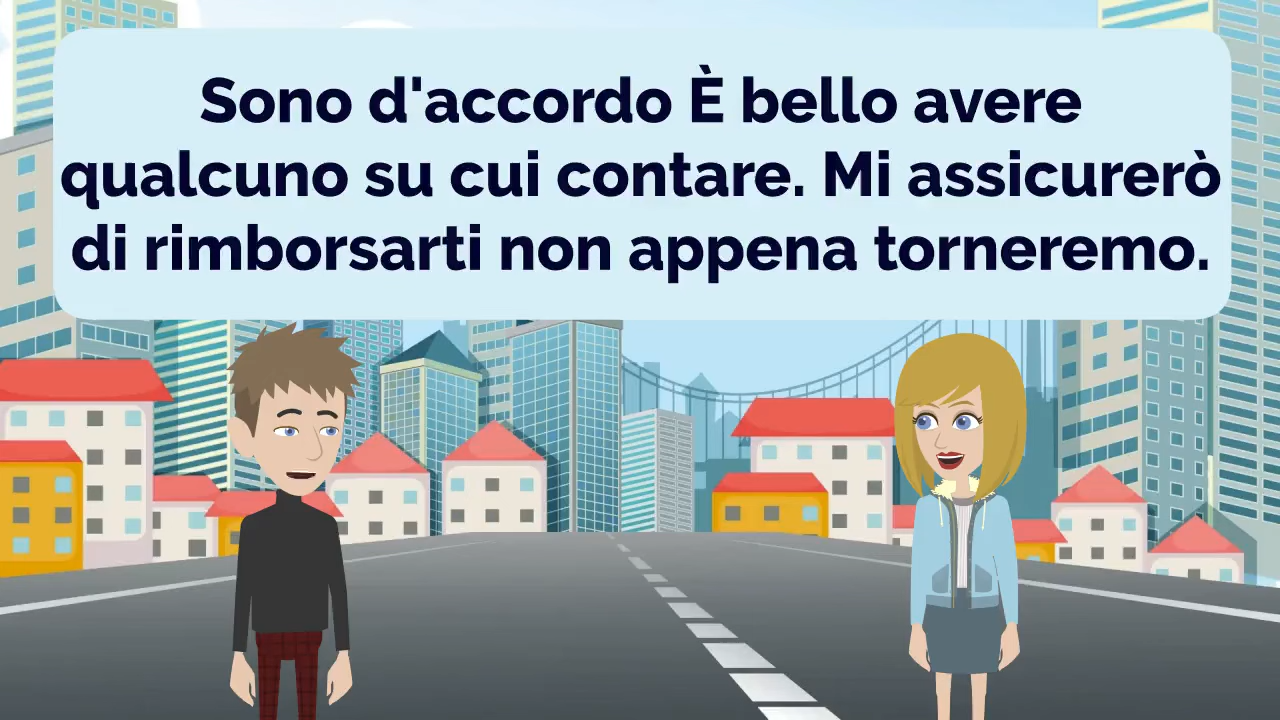 Sono d'accordo È bello avere
qualcuno su cui contare. Mi assicurerò
di rimborsarti non appena torneremo.